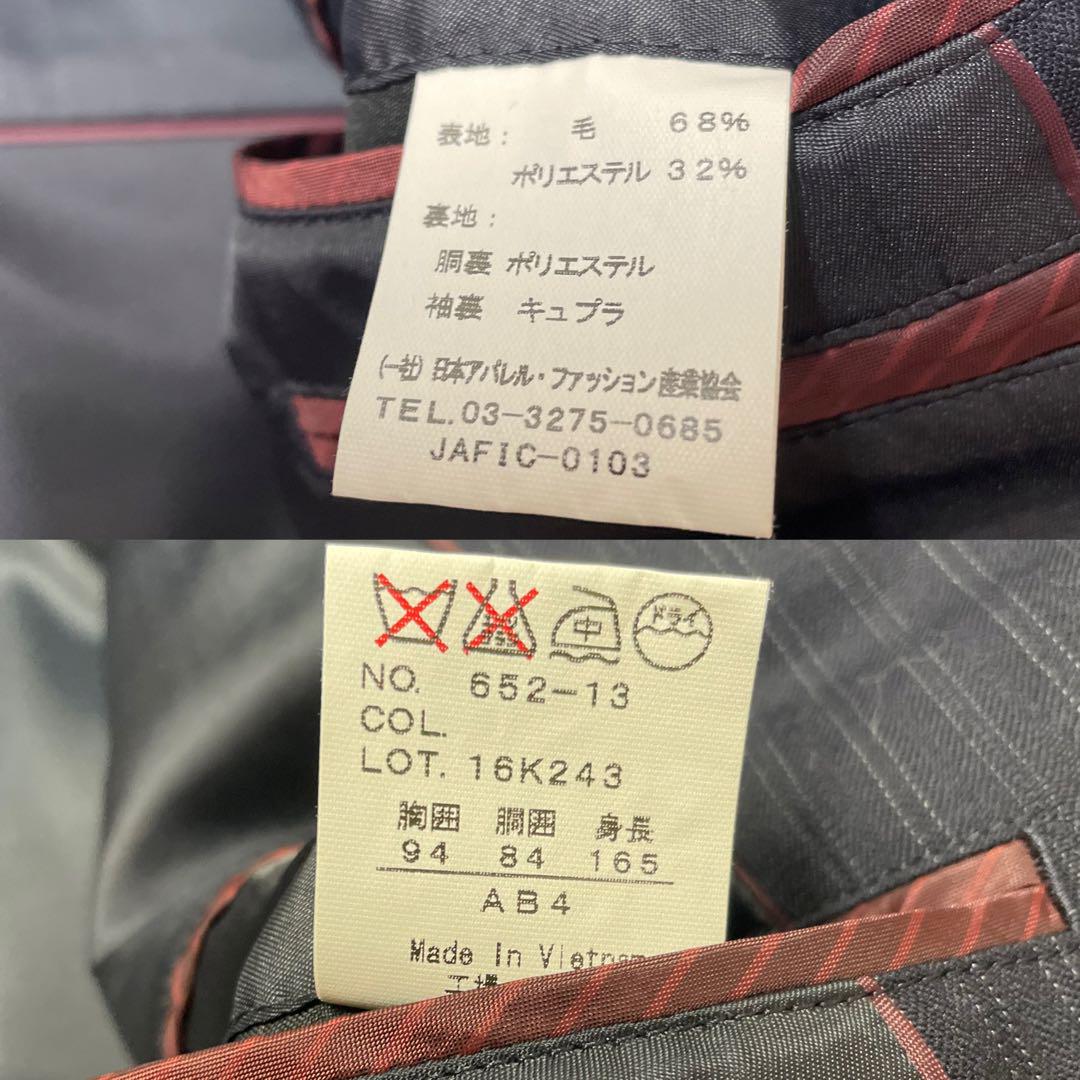 表地: 毛 68%
ポリエステル 32%
裏地:
胴裏 ポリエステル
袖裏 キュプラ
(一社)日本アパレル・ファッション産業協会
TEL.03-3275-0685
JAFIC-0103
中 ドライ
NO. 652-13
COL.
LOT. 16K243
胸囲 胴囲 身長
94 84 165
AB4
Made In Vietnam